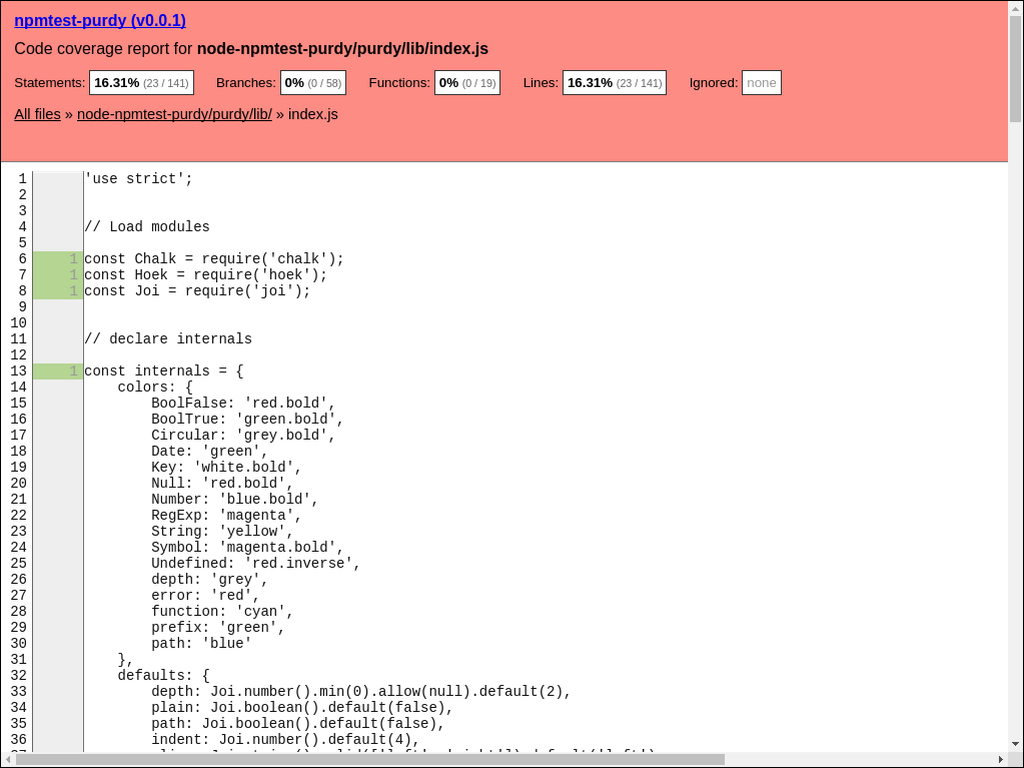 npmtest-purdy (v0.0.1)
Code coverage report for node-npmtest-purdy/purdy/lib/index.js
Statements: 16.31% (23 / 141) Branches: 0% (0 / 58) Functions: 0% (0 / 19) Lines: 16.31% (23 / 141) Ignored: none
All files » node-npmtest-purdy/purdy/lib/ » index.js
1 'use strict';
2
3
4 // Load modules
5
6 1 const Chalk = require('chalk');
7 1 const Hoek = require('hoek');
8 1 const Joi = require('joi');
9
10
11 // declare internals
12
13 1 const internals = {
14 colors: {
15 BoolFalse: 'red.bold',
16 BoolTrue: 'green.bold',
17 Circular: 'grey.bold',
18 Date: 'green',
19 Key: 'white.bold',
20 Null: 'red.bold',
21 Number: 'blue.bold',
22 RegExp: 'magenta',
23 String: 'yellow',
24 Symbol: 'magenta.bold',
25 Undefined: 'red.inverse',
26 depth: 'grey',
27 error: 'red',
28 function: 'cyan',
29 prefix: 'green',
30 path: 'blue'
31 },
32 defaults: {
33 depth: Joi.number().min(0).allow(null).default(2),
34 plain: Joi.boolean().default(false),
35 path: Joi.boolean().default(false),
36 indent: Joi.number().default(4),